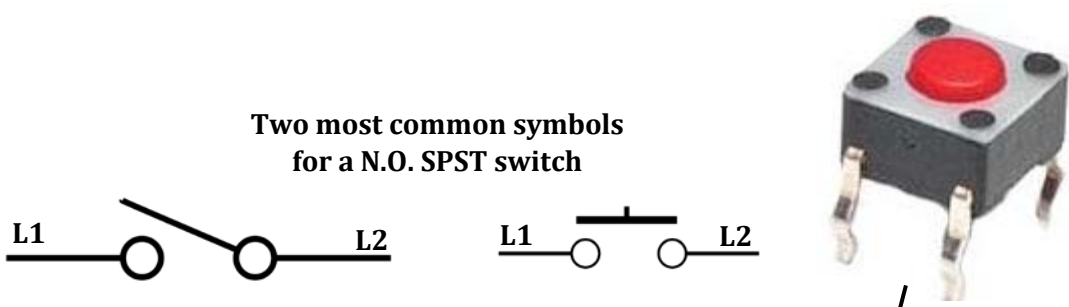 Two most common symbols
for a N.O. SPST switch
L1 L2 L1 L2